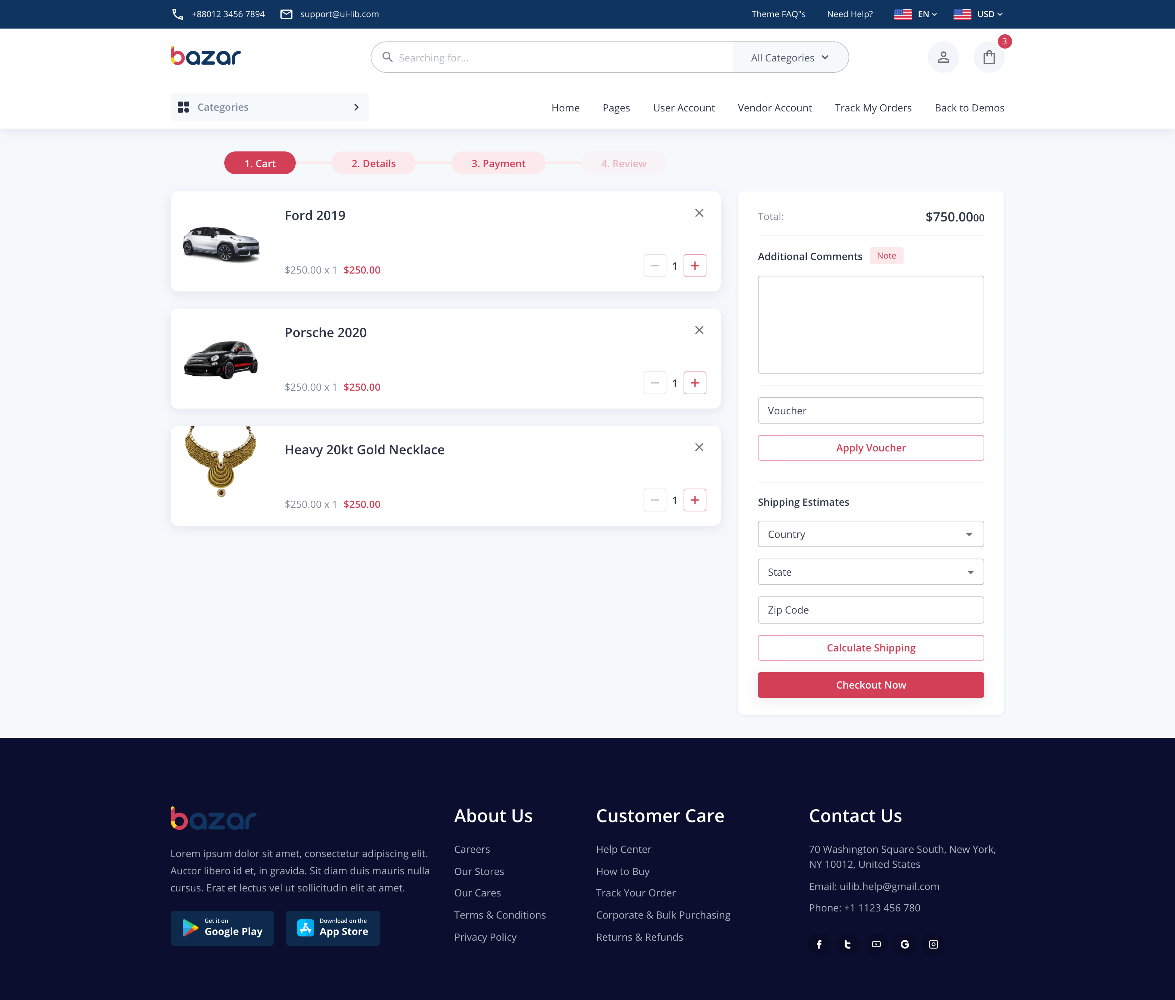 +88012 3456 7894 support@ui-lib.com Theme FAQ"s Need Help? EN USD
bazar Searching for... All Categories 3
Categories Home Pages User Account Vendor Account Track My Orders Back to Demos
1. Cart 2. Details 3. Payment 4. Review
Ford 2019
$250.00 x 1 $250.00 1
Porsche 2020
$250.00 x 1 $250.00 1
Heavy 20kt Gold Necklace
$250.00 x 1 $250.00 1
Total: $750.0000
Additional Comments Note
Voucher
Apply Voucher
Shipping Estimates
Country
State
Zip Code
Calculate Shipping
Checkout Now
bazar
Lorem ipsum dolor sit amet, consectetur adipiscing elit.
Auctor libero id et, in gravida. Sit diam duis mauris nulla
cursus. Erat et lectus vel ut sollicitudin elit at amet.
Get it on
Google Play
Download on the
App Store
About Us
Careers
Our Stores
Our Cares
Terms & Conditions
Privacy Policy
Customer Care
Help Center
How to Buy
Track Your Order
Corporate & Bulk Purchasing
Returns & Refunds
Contact Us
70 Washington Square South, New York,
NY 10012, United States
Email: uilib.help@gmail.com
Phone: +1 1123 456 780